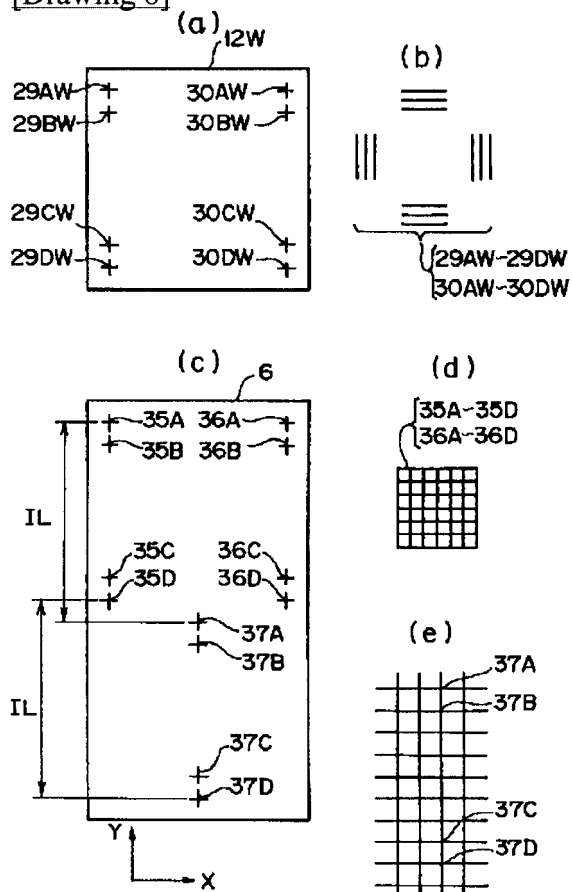 [Drawing 6]
(a)
12W
29AW
30AW
29BW
30BW
29CW
30CW
29DW
30DW
(b)
29AW~29DW
30AW~30DW
(c)
6
35A 36A
35B 36B
IL
35C 36C
35D 36D
37A
37B
IL
37C
37D
Y
X
(d)
35A~35D
36A~36D
(e)
37A
37B
37C
37D